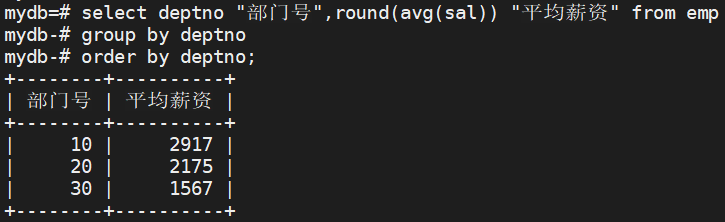 mydb=# select deptno "部门号",round(avg(sal)) "平均薪资" from emp
mydb-# group by deptno
mydb-# order by deptno;
+--------+----------+
| 部门号 | 平均薪资 |
+--------+----------+
|     10 |     2917 |
|     20 |     2175 |
|     30 |     1567 |
+--------+----------+